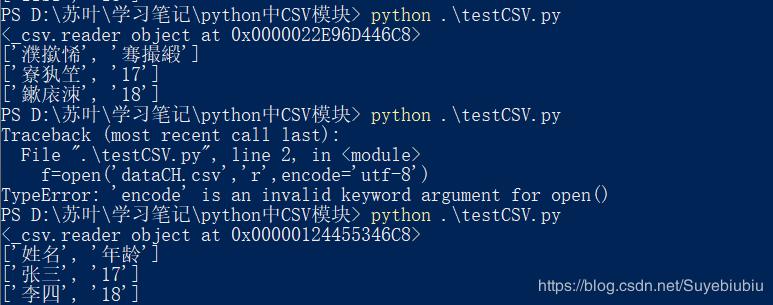 PS D:\苏叶\学习笔记\python中CSV模块> python .\testCSV.py
<_csv.reader object at 0x0000022E96D446C8>
['濮撳悕', '骞撮緞']
['寮犱笁', '17']
['鏉庡洓', '18']
PS D:\苏叶\学习笔记\python中CSV模块> python .\testCSV.py
Traceback (most recent call last):
  File ".\testCSV.py", line 2, in <module>
    f=open('dataCH.csv','r',encode='utf-8')
TypeError: 'encode' is an invalid keyword argument for open()
PS D:\苏叶\学习笔记\python中CSV模块> python .\testCSV.py
<_csv.reader object at 0x00000124455346C8>
['姓名', '年龄']
['张三', '17']
['李四', '18']
https://blog.csdn.net/Suyebiubiu